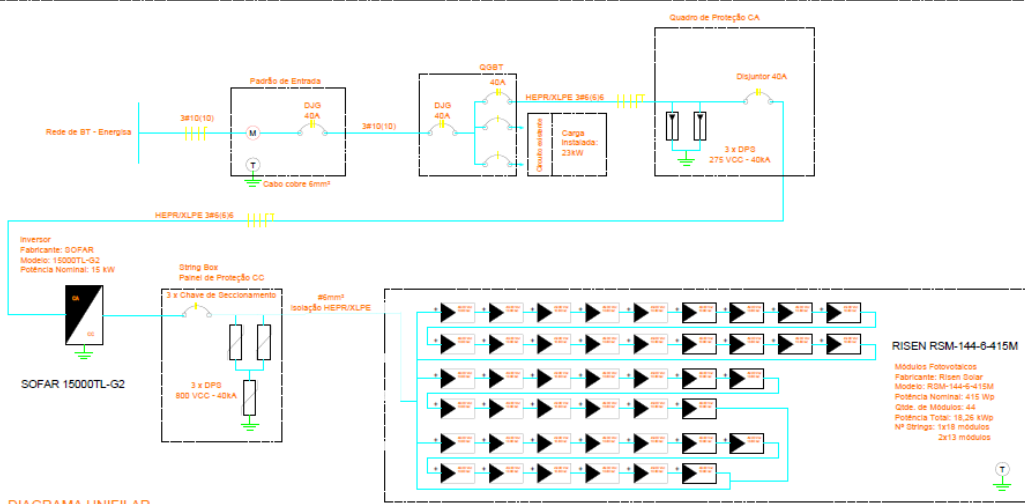 Quadro de Proteção CA
QGBT
40A
Disjuntor 40A
Padrão de Entrada
HEPR/XLPE 3#6(6)6
DJG
40A
DJG
40A
3#10(10)
3#10(10)
Rede de BT - Energisa
M
Circuito existente
Carga
Instalada:
23kW
3 x DPS
275 VCC - 40kA
T
Cabo cobre 6mm²
HEPR/XLPE 3#6(6)6
Inversor
Fabricante: SOFAR
Modelo: 15000TL-G2
Potência Nominal: 15 kW
String Box
Painel de Proteção CC
3 x Chave de Seccionamento
#6mm²
Isolação HEPR/XLPE
CA
CC
SOFAR 15000TL-G2
3 x DPS
800 VCC - 40kA
RISEN RSM-144-6-415M
Módulos Fotovotaicos
Fabricante: Risen Solar
Modelo: RSM-144-6-415M
Potência Nominal: 415 Wp
Qtde. de Módulos: 44
Potência Total: 18,26 kWp
Nº Strings: 1x18 módulos
2x13 módulos
T
DIAGRAMA UNIFILAR